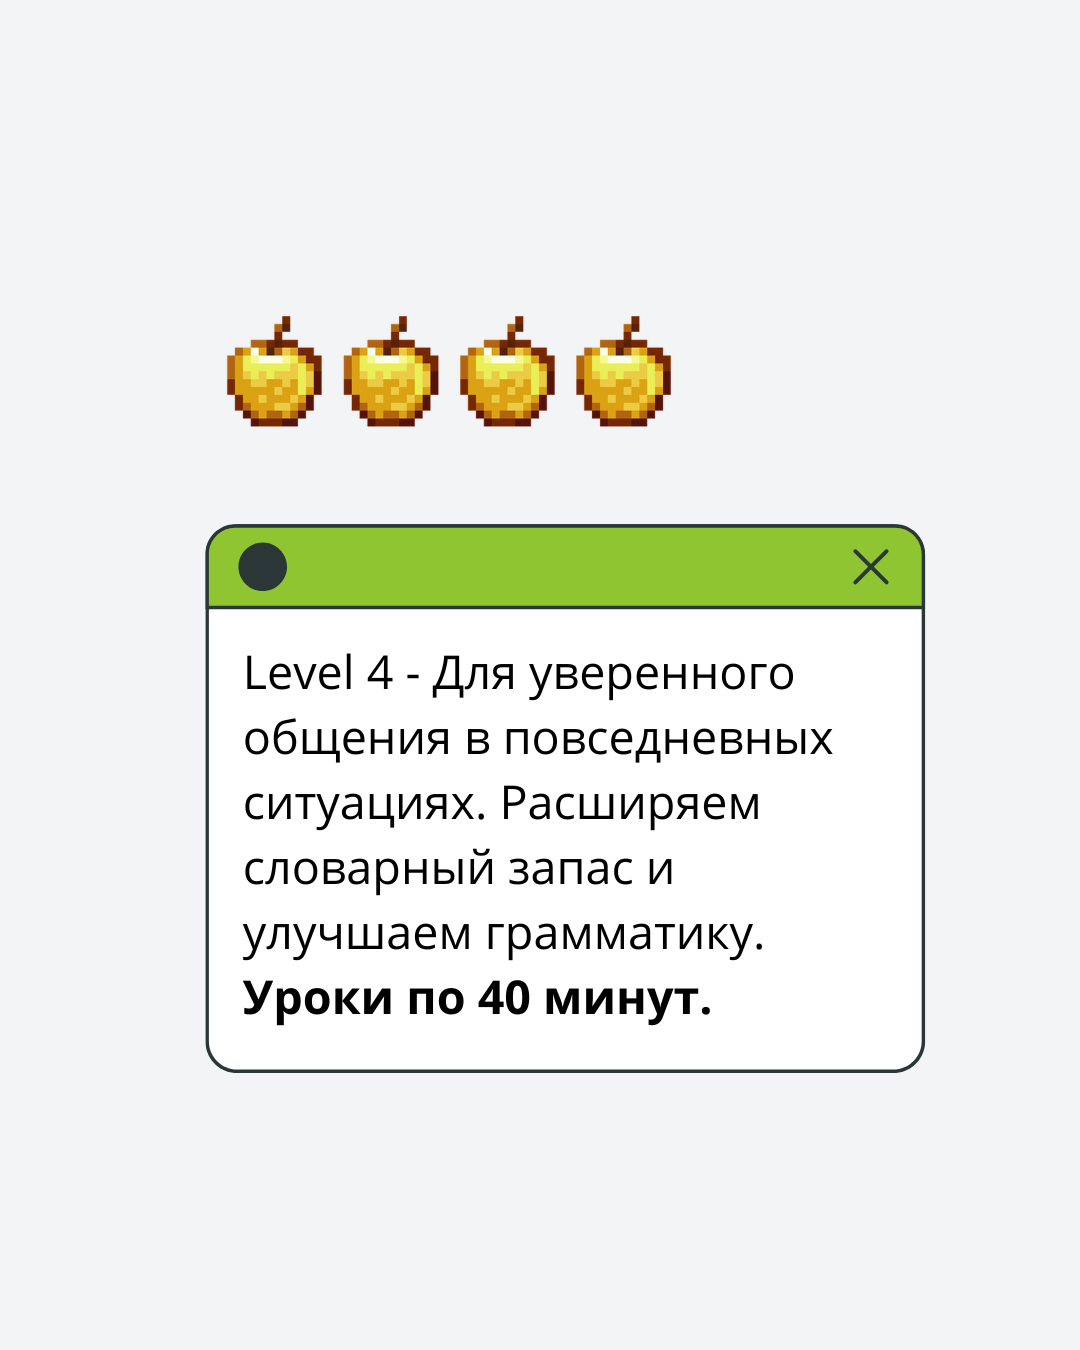 Level 4 - Для уверенного
общения в повседневных
ситуациях. Расширяем
словарный запас и
улучшаем грамматику.
Уроки по 40 минут.